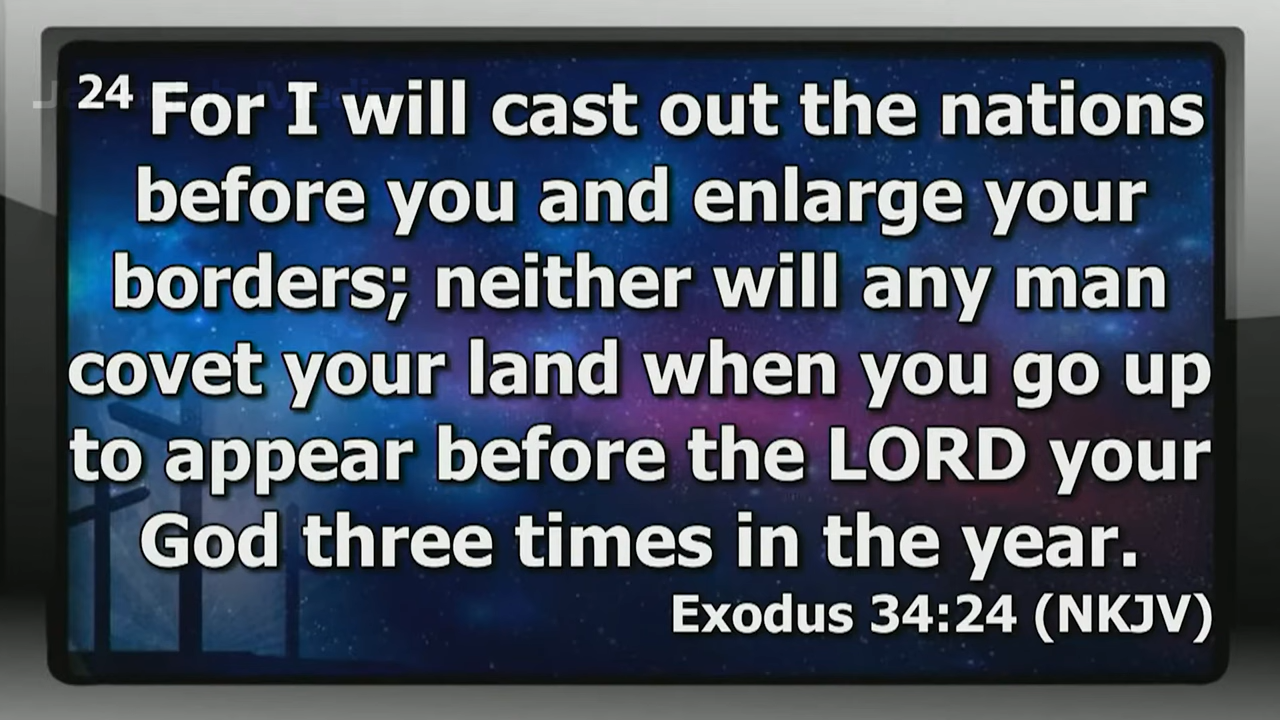 24 For I will cast out the nations
before you and enlarge your
borders; neither will any man
covet your land when you go up
to appear before the LORD your
God three times in the year.
Exodus 34:24 (NKJV)